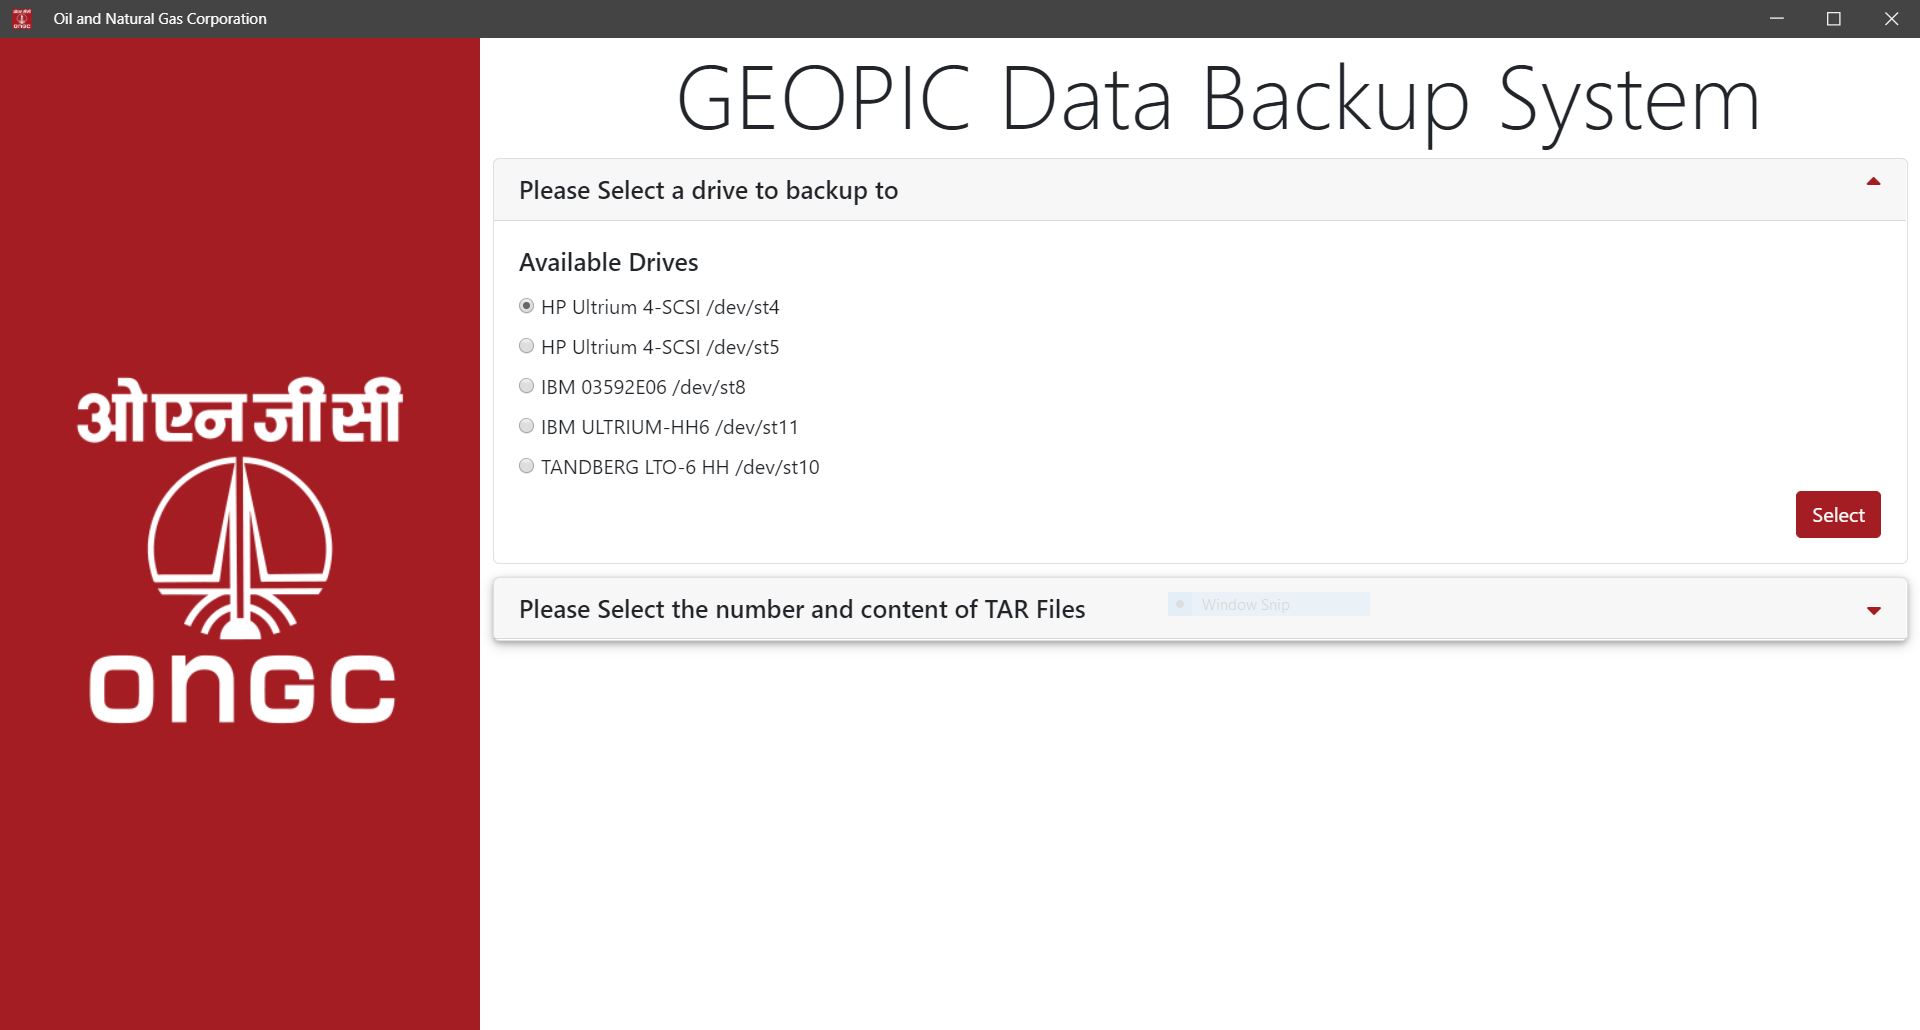 Oil and Natural Gas Corporation
GEOPIC Data Backup System
Please Select a drive to backup to
Available Drives
HP Ultrium 4-SCSI /dev/st4
HP Ultrium 4-SCSI /dev/st5
IBM 03592E06 /dev/st8
IBM ULTRIUM-HH6 /dev/st11
TANDBERG LTO-6 HH /dev/st10
Select
Please Select the number and content of TAR Files
Window Snip
ओएनजीसी
ONGC